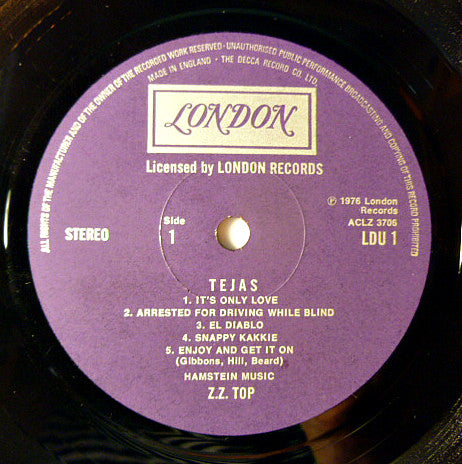 ALL RIGHTS OF THE MANUFACTURER AND OF THE OWNER OF THE RECORDED WORK RESERVED · UNAUTHORISED PUBLIC PERFORMANCE BROADCASTING AND COPYING OF THIS RECORD PROHIBITED
MADE IN ENGLAND · THE DECCA RECORD CO. LTD.
LONDON
Licensed by LONDON RECORDS
STEREO
Side
1
℗ 1976 London
Records
ACLZ 3705
LDU 1
TEJAS
1. IT'S ONLY LOVE
2. ARRESTED FOR DRIVING WHILE BLIND
3. EL DIABLO
4. SNAPPY KAKKIE
5. ENJOY AND GET IT ON
(Gibbons, Hill, Beard)
HAMSTEIN MUSIC
Z.Z. TOP